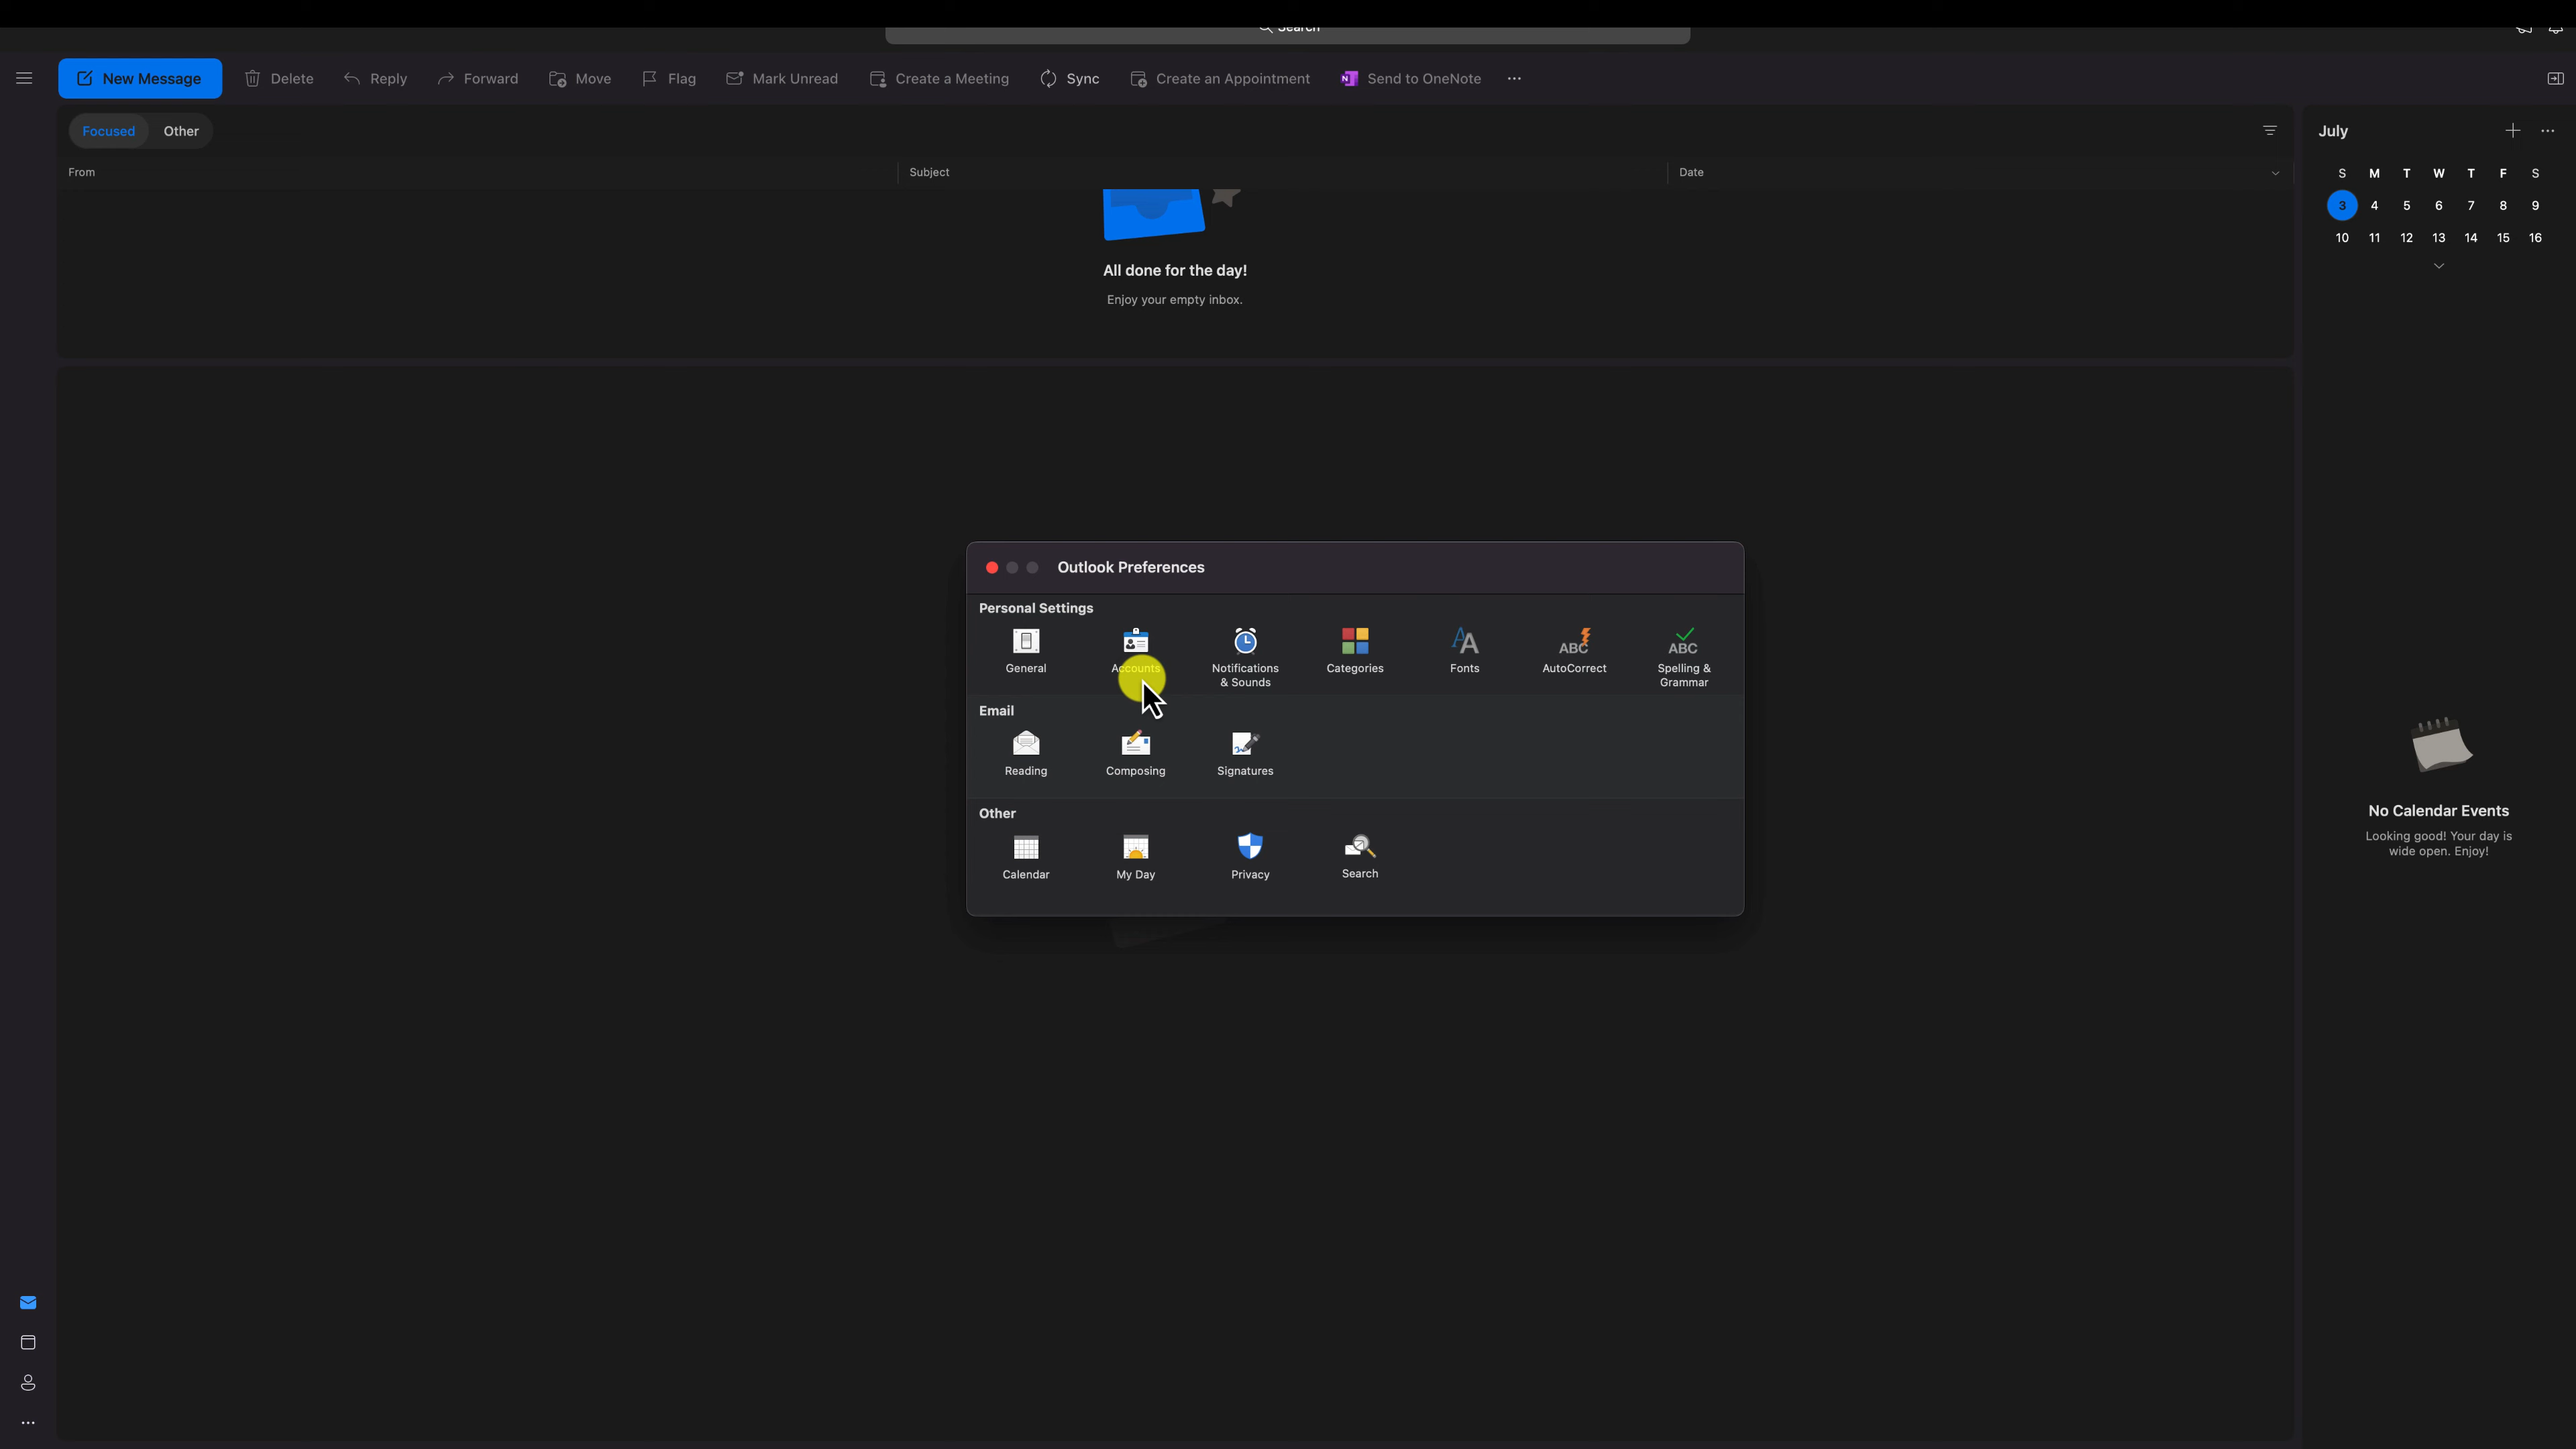 Search
New Message Delete Reply Forward Move Flag Mark Unread Create a Meeting Sync Create an Appointment Send to OneNote
Focused Other
From Subject Date
All done for the day!
Enjoy your empty inbox.
July
S M T W T F S
3 4 5 6 7 8 9
10 11 12 13 14 15 16
Outlook Preferences
Personal Settings
General Accounts Notifications & Sounds Categories Fonts AutoCorrect Spelling & Grammar
ABC ABC
Email
Reading Composing Signatures
Other
Calendar My Day Privacy Search
No Calendar Events
Looking good! Your day is
wide open. Enjoy!